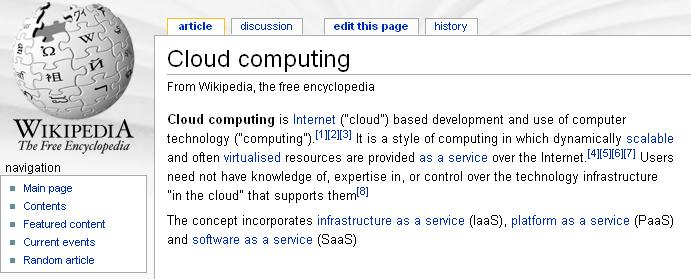 article discussion edit this page history
Cloud computing
From Wikipedia, the free encyclopedia
Cloud computing is Internet ("cloud") based development and use of computer
technology ("computing").[1][2][3] It is a style of computing in which dynamically scalable
and often virtualised resources are provided as a service over the Internet.[4][5][6][7] Users
need not have knowledge of, expertise in, or control over the technology infrastructure
"in the cloud" that supports them[8]
The concept incorporates infrastructure as a service (IaaS), platform as a service (PaaS)
and software as a service (SaaS)
WIKIPEDIA
The Free Encyclopedia
navigation
Main page
Contents
Featured content
Current events
Random article